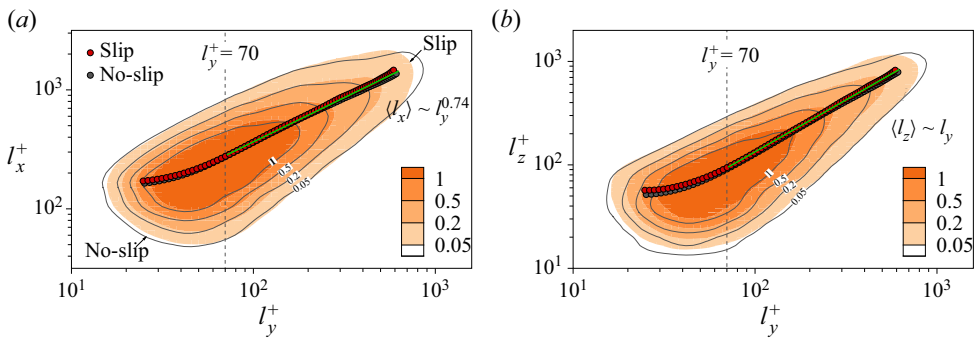 (a)
Slip
No-slip
l_y^+ = 70
Slip
⟨l_x⟩ ~ l_y^{0.74}
1
0.5
0.2
0.05
No-slip
1
0.5
0.2
0.05
10^3
10^2
l_x^+
10^1
10^2
10^3
l_y^+
(b)
l_y^+ = 70
⟨l_z⟩ ~ l_y
1
0.5
0.2
0.05
1
0.5
0.2
0.05
10^3
10^2
10^1
l_z^+
10^1
10^2
10^3
l_y^+